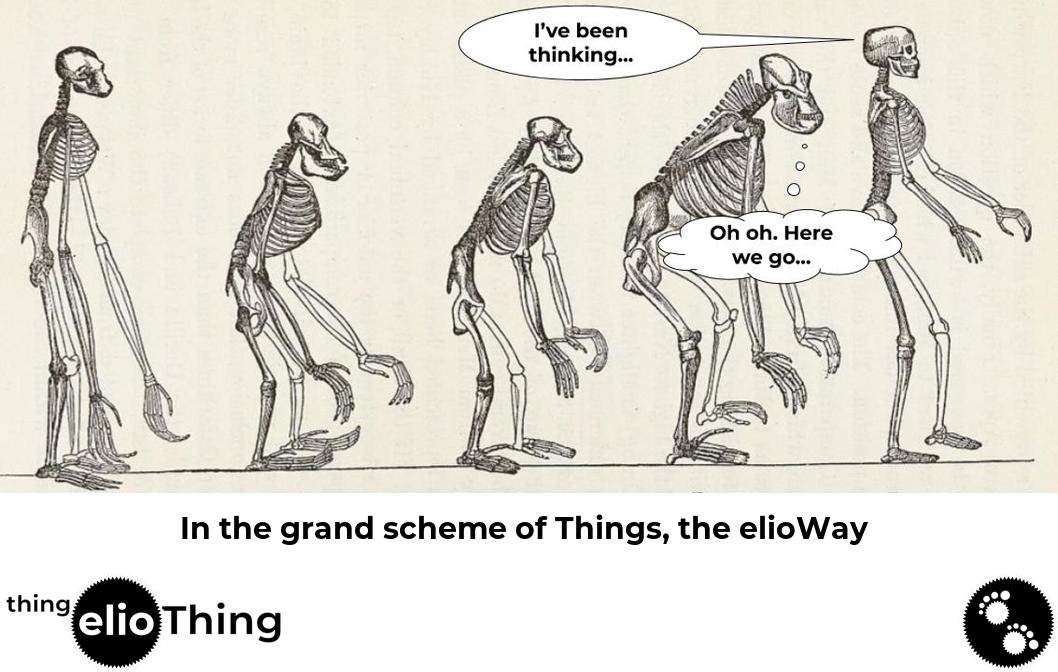 I've been
thinking...
Oh oh. Here
we go...
In the grand scheme of Things, the elioWay
thing elio Thing